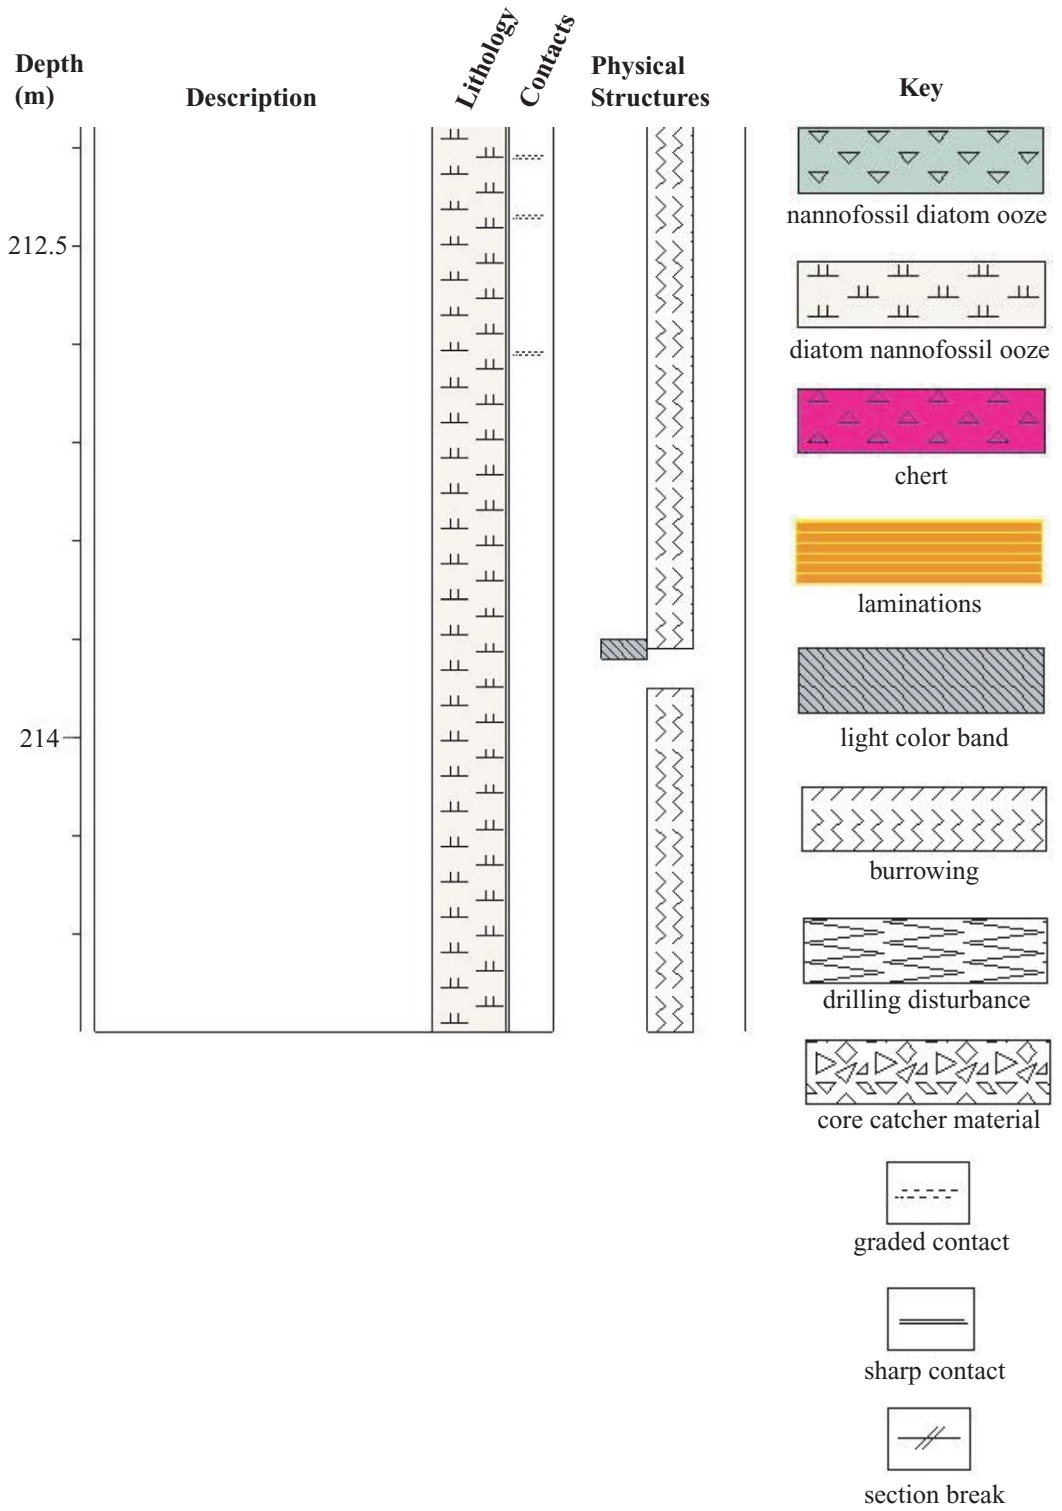 Depth
(m)
Description
Lithology
Contacts
Physical
Structures
Key
212.5
214
nannofossil diatom ooze
diatom nannofossil ooze
chert
laminations
light color band
burrowing
drilling disturbance
core catcher material
graded contact
sharp contact
section break